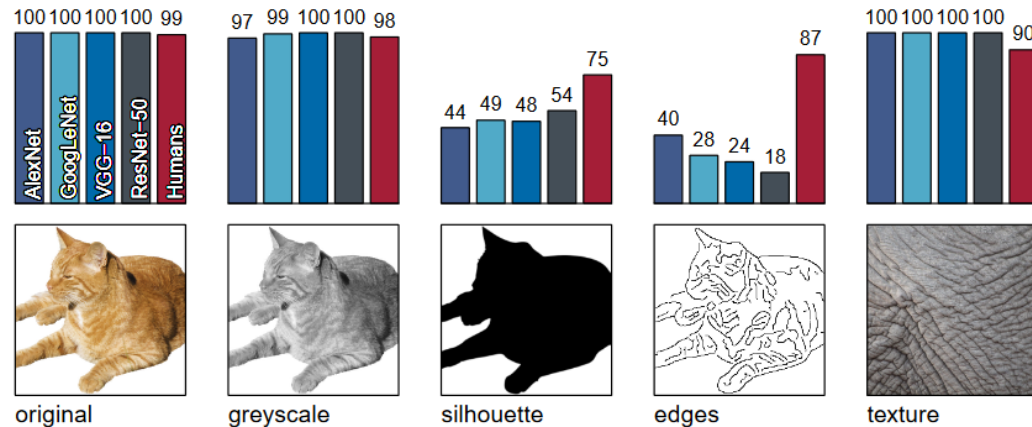 100 100 100 100 99
AlexNet
GoogLeNet
VGG−16
ResNet−50
Humans
original
97 99 100 100 98
greyscale
44 49 48 54 75
silhouette
40 28 24 18 87
edges
100 100 100 100 90
texture